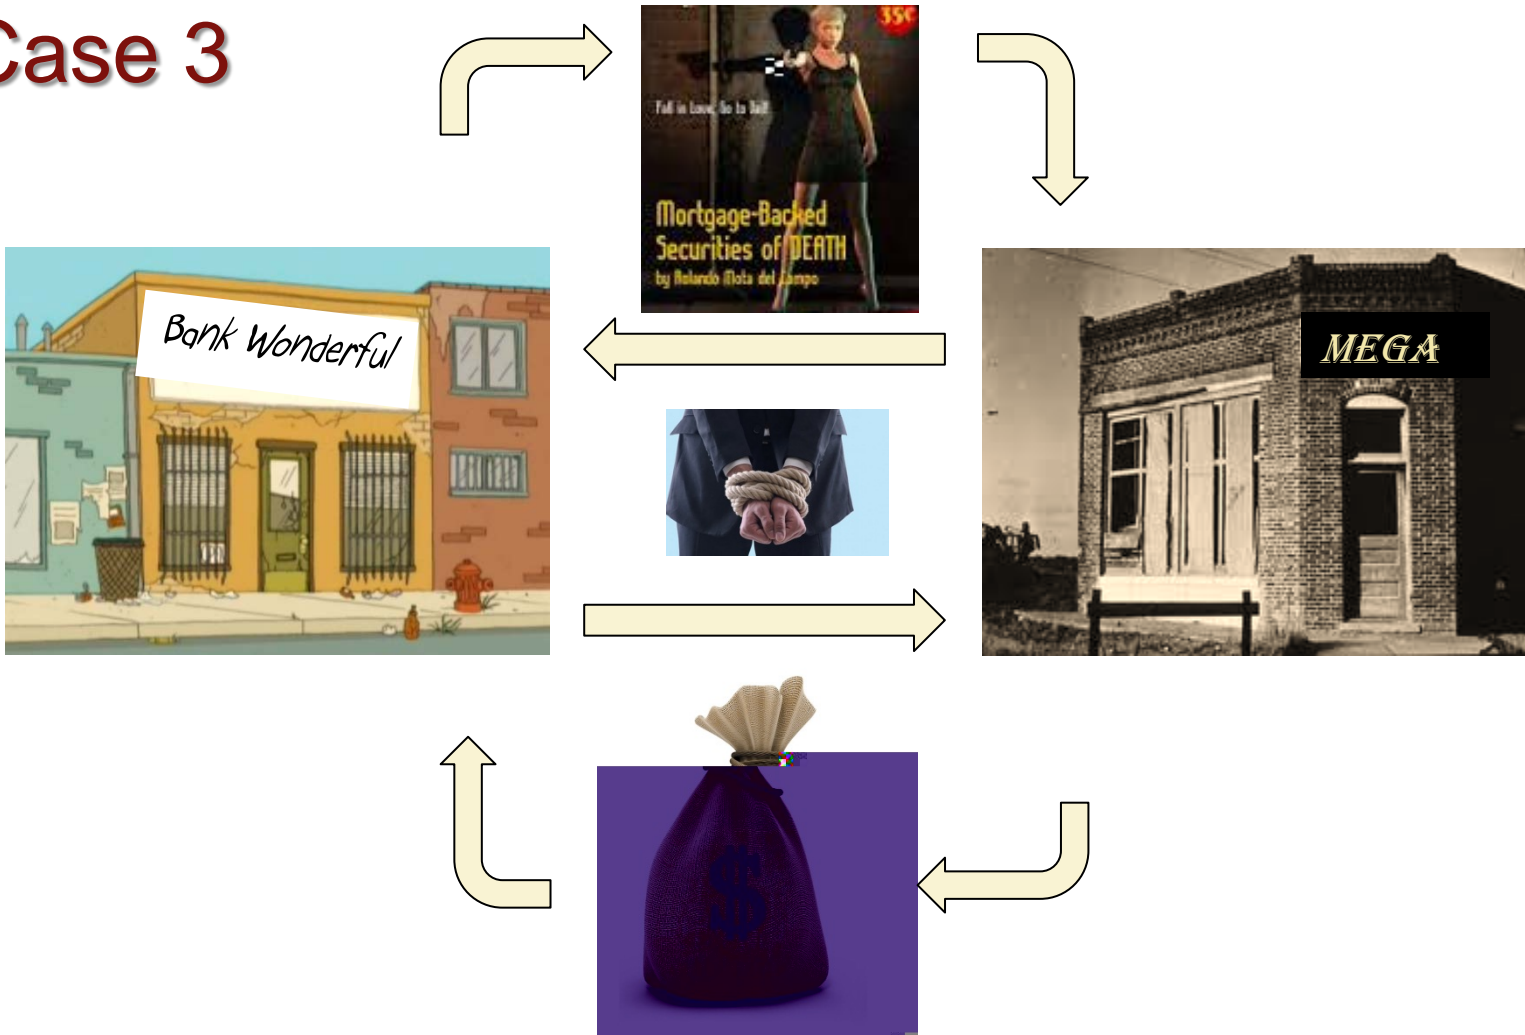 Case 3
35¢
Fall in Love, Go to Jail!
Mortgage-Backed
Securities of DEATH
by Rolando Mota del Campo
Bank Wonderful
MEGA
$